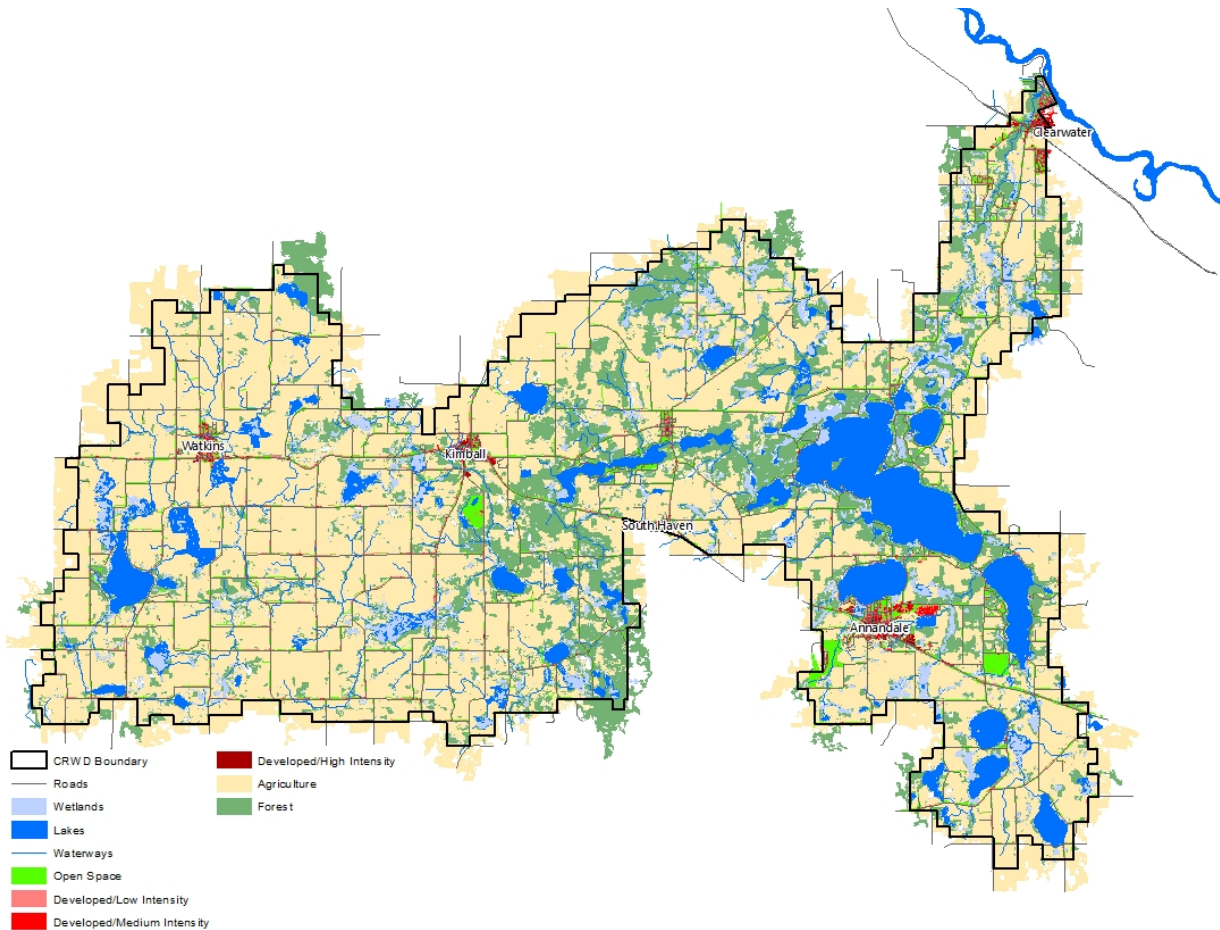 Clearwater
Watkins
Kimball
South Haven
Annandale
CRWD Boundary
Roads
Wetlands
Lakes
Waterways
Open Space
Developed/Low Intensity
Developed/Medium Intensity
Developed/High Intensity
Agriculture
Forest